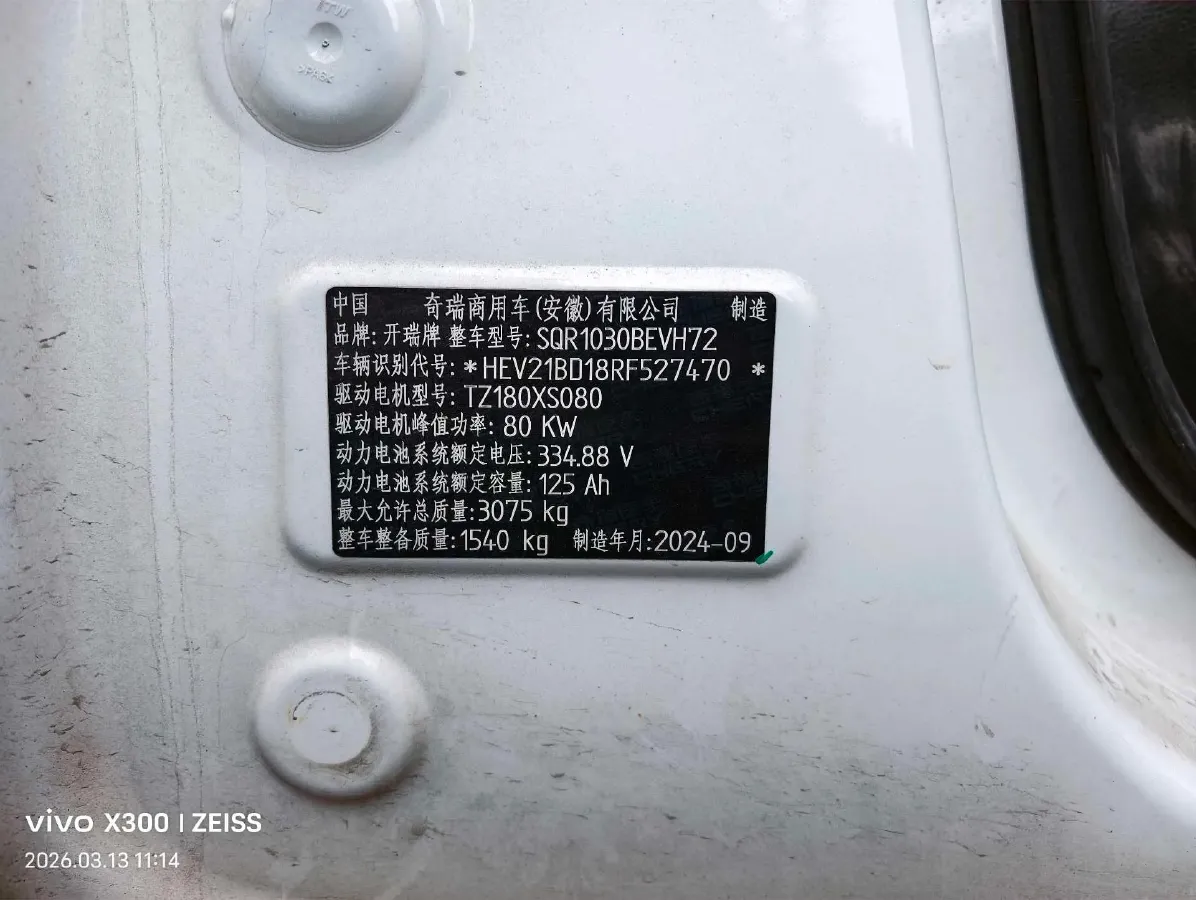 中国 奇瑞商用车(安徽)有限公司 制造
品牌: 开瑞牌 整车型号: SQR1030BEVH72
车辆识别代号: *HEV21BD18RF527470 *
驱动电机型号: TZ180XS080
驱动电机峰值功率: 80 KW
动力电池系统额定电压: 334.88 V
动力电池系统额定容量: 125 Ah
最大允许总质量: 3075 kg
整车整备质量: 1540 kg 制造年月: 2024-09
vivo X300 | ZEISS
2026.03.13 11:14